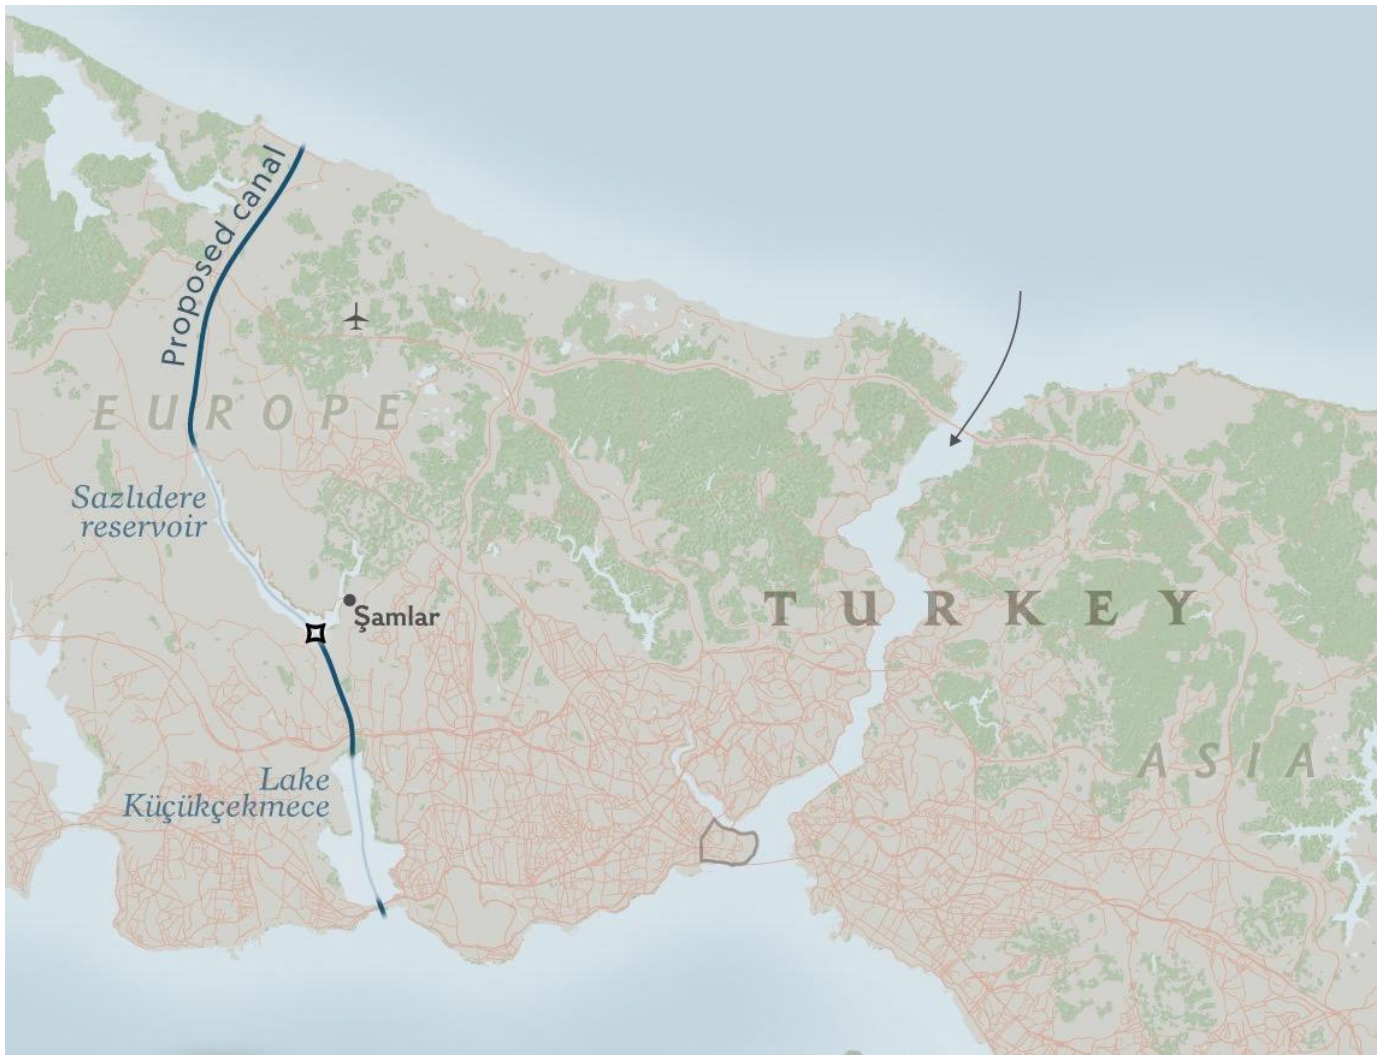 Proposed canal
EUROPE
Sazlıdere
reservoir
Şamlar
TURKEY
ASIA
Lake
Küçükçekmece